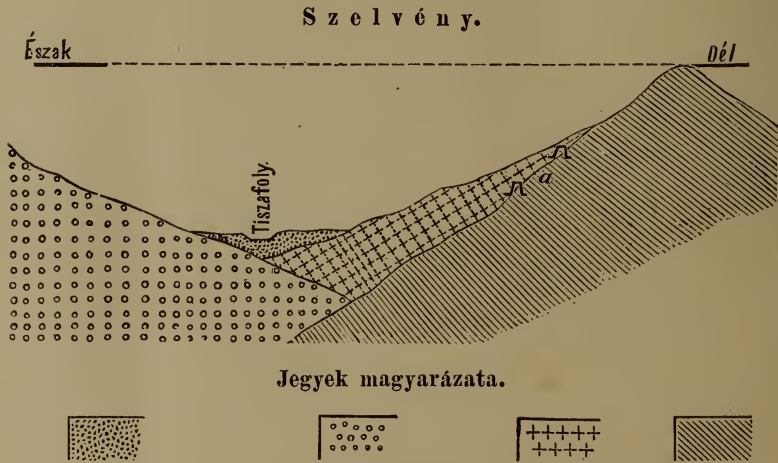 Szelvény.
Észak
Dél
Tiszafoly.
a
Jegyek magyarázata.